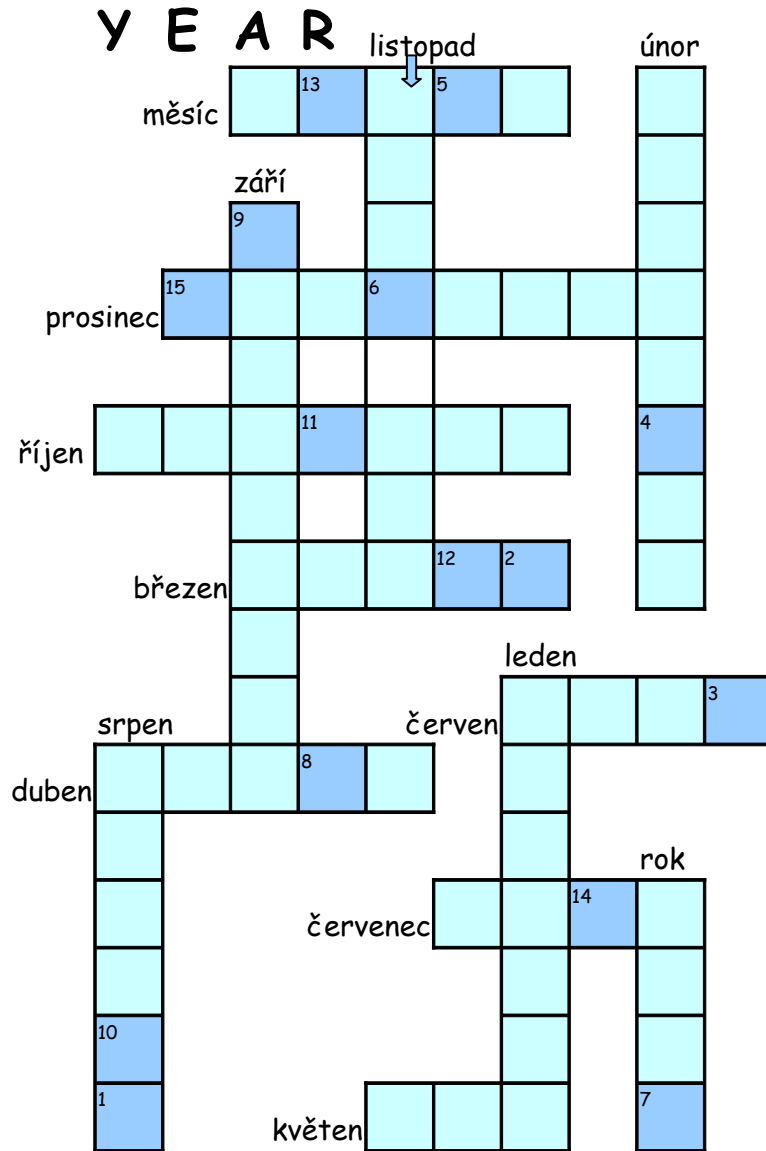 Y E A R
listopad únor
13 5
měsíc
září
9
15 6
prosinec
11 4
říjen
12 2
březen
leden
3
srpen červen
8
duben
rok
14
červenec
10
1 7
květen